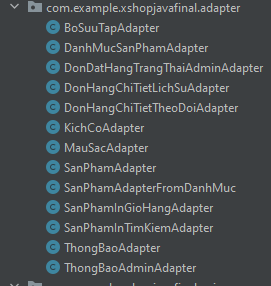 com.example.xshopjavafinal.adapter
BoSuuTapAdapter
DanhMucSanPhamAdapter
DonDatHangTrangThaiAdminAdapter
DonHangChiTietLichSuAdapter
DonHangChiTietTheoDoiAdapter
KichCoAdapter
MauSacAdapter
SanPhamAdapter
SanPhamAdapterFromDanhMuc
SanPhamInGioHangAdapter
SanPhamInTimKiemAdapter
ThongBaoAdapter
ThongBaoAdminAdapter